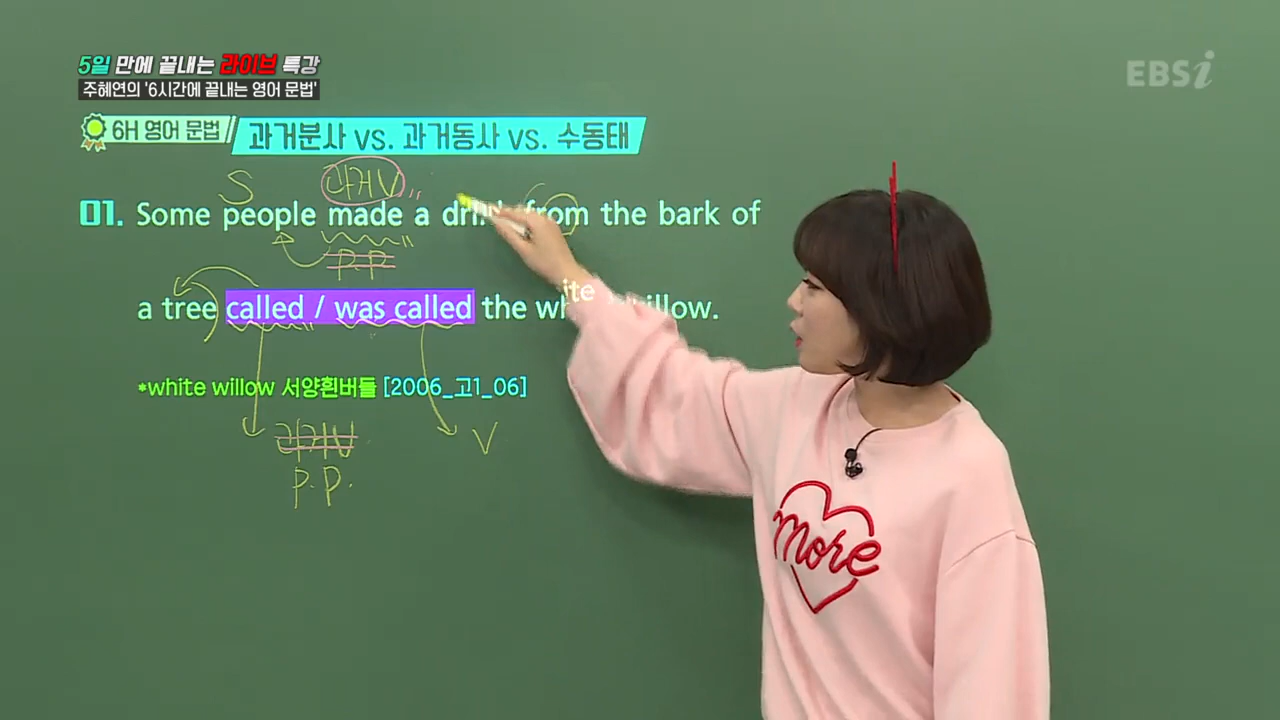 5일 만에 끝내는 라이브 특강
주혜연의 '6시간에 끝내는 영어 문법'
EBSi
6H 영어 문법
과거분사 vs. 과거동사 vs. 수동태
S 과거V
01. Some people made a from the bark of
P.P
a tree called / was called the willow.
*white willow 서양흰버들 [2006_고1_06]
과거V V
P.P.
more